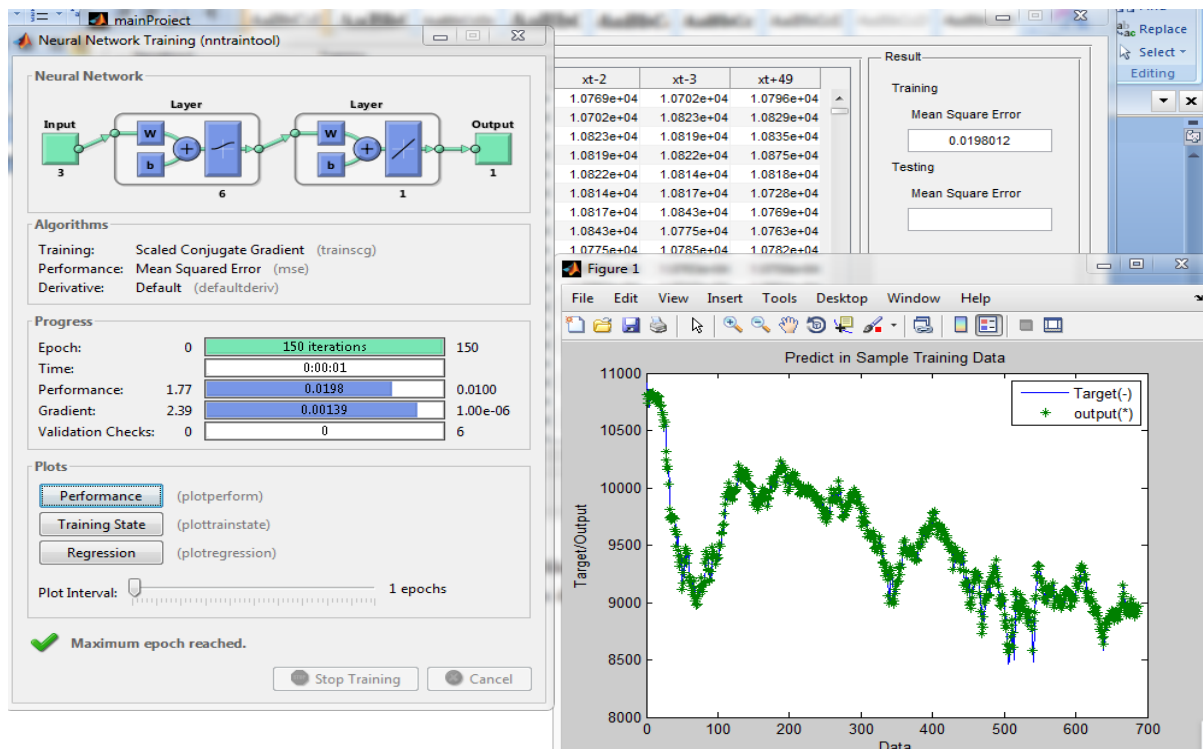 mainProject
Replace
Select
Editing
Neural Network Training (nntraintool)
Neural Network
Layer
Layer
Input
W
b
W
b
Output
3
6
1
1
Algorithms
Training: Scaled Conjugate Gradient (trainscg)
Performance: Mean Squared Error (mse)
Derivative: Default (defaultderiv)
Progress
Epoch: 0 150 iterations 150
Time: 0:00:01
Performance: 1.77 0.0198 0.0100
Gradient: 2.39 0.00139 1.00e-06
Validation Checks: 0 0 6
Plots
Performance (plotperform)
Training State (plottrainstate)
Regression (plotregression)
Plot Interval: 1 epochs
Maximum epoch reached.
Stop Training Cancel
xt-2 xt-3 xt+49
1.0769e+04 1.0702e+04 1.0796e+04
1.0702e+04 1.0823e+04 1.0829e+04
1.0823e+04 1.0819e+04 1.0835e+04
1.0819e+04 1.0822e+04 1.0875e+04
1.0822e+04 1.0814e+04 1.0818e+04
1.0814e+04 1.0817e+04 1.0728e+04
1.0817e+04 1.0843e+04 1.0769e+04
1.0843e+04 1.0775e+04 1.0763e+04
1.0775e+04 1.0785e+04 1.0782e+04
Result
Training
Mean Square Error
0.0198012
Testing
Mean Square Error
Figure 1
File Edit View Insert Tools Desktop Window Help
Predict in Sample Training Data
Target(-)
output(*)
11000
10500
10000
9500
9000
8500
8000
Target/Output
0 100 200 300 400 500 600 700
Data